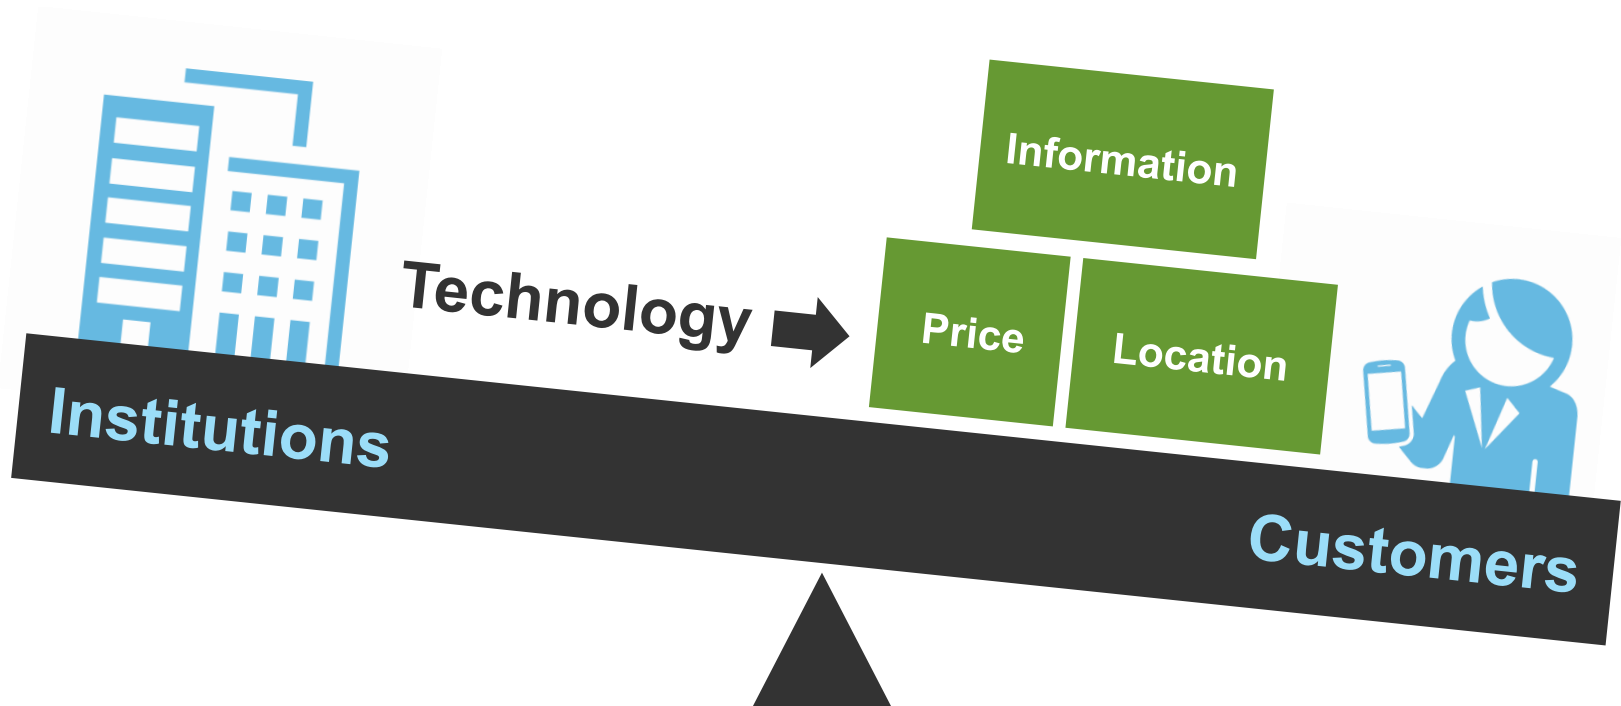 Information
Technology
Price
Location
Institutions
Customers